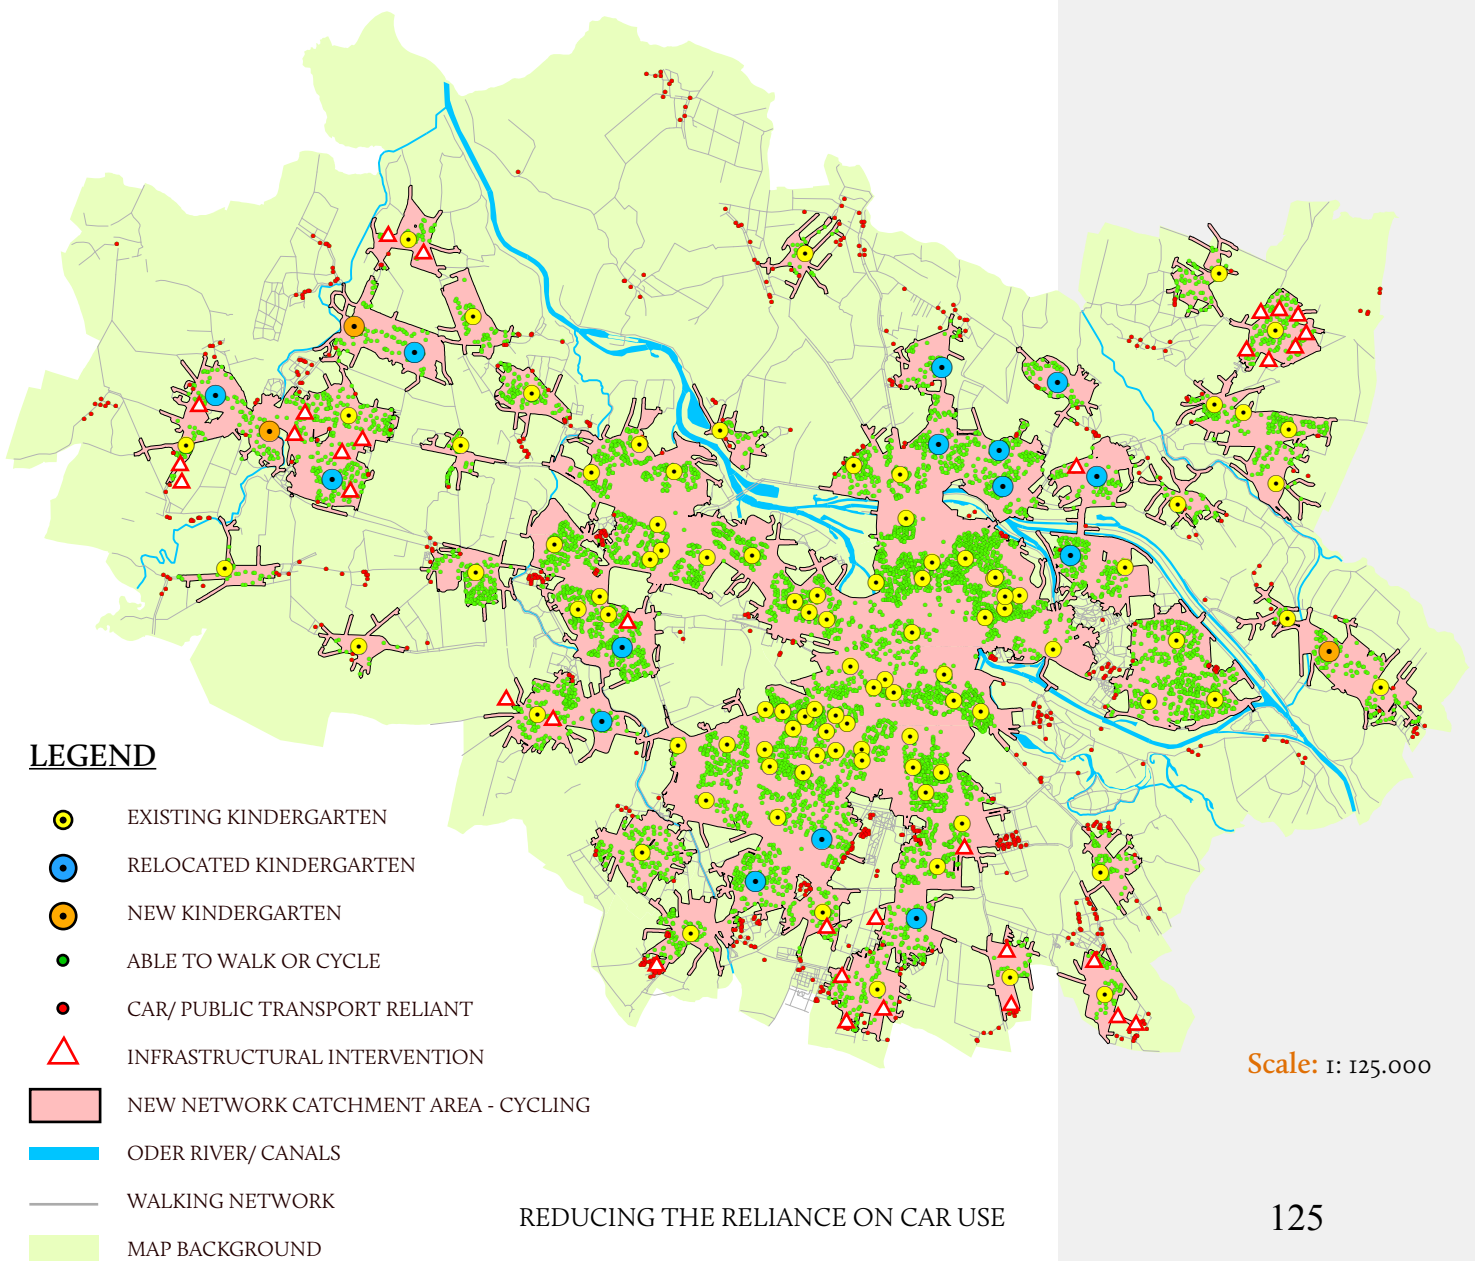 LEGEND
EXISTING KINDERGARTEN
RELOCATED KINDERGARTEN
NEW KINDERGARTEN
ABLE TO WALK OR CYCLE
CAR/ PUBLIC TRANSPORT RELIANT
INFRASTRUCTURAL INTERVENTION
NEW NETWORK CATCHMENT AREA - CYCLING
ODER RIVER/ CANALS
WALKING NETWORK
MAP BACKGROUND
Scale: 1: 125.000
REDUCING THE RELIANCE ON CAR USE
125